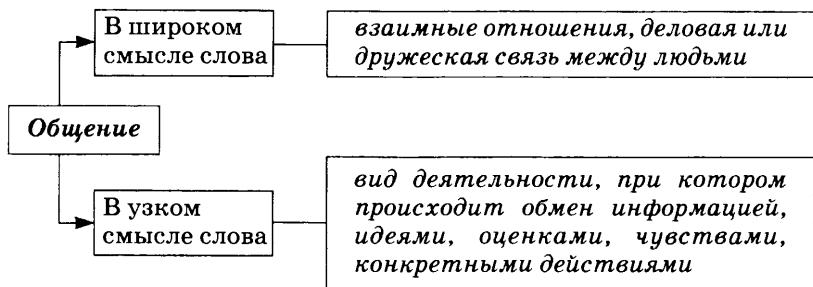 В широком
смысле слова
взаимные отношения, деловая или
дружеская связь между людьми
Общение
В узком
смысле слова
вид деятельности, при котором
происходит обмен информацией,
идеями, оценками, чувствами,
конкретными действиями